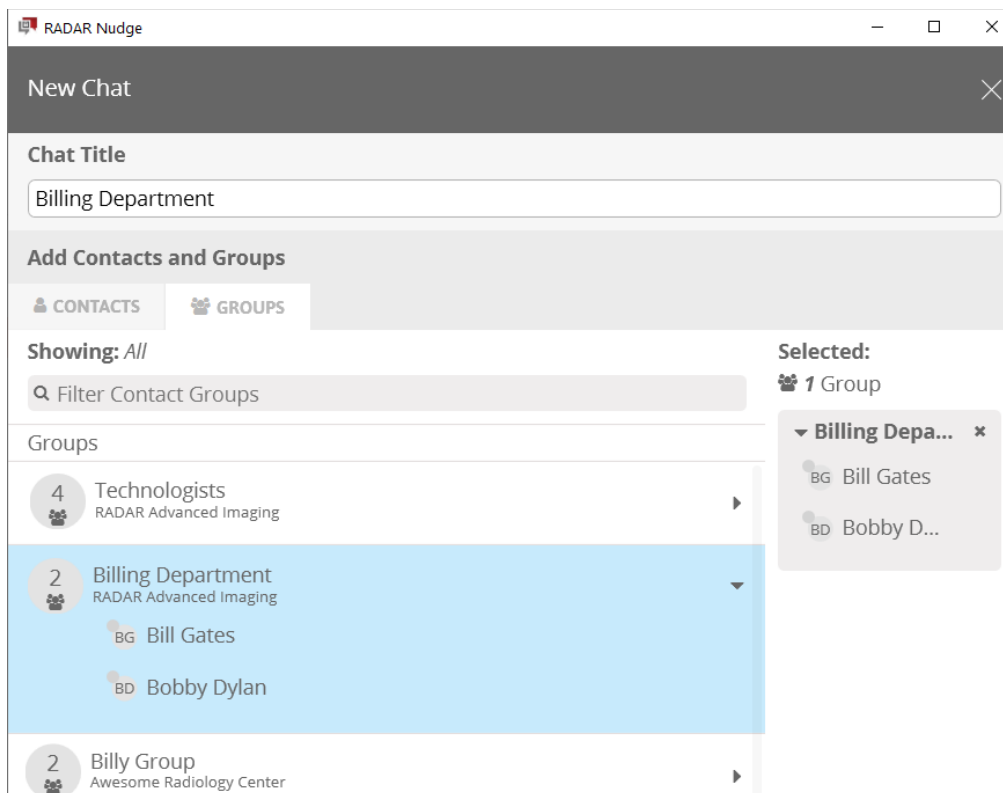 RADAR Nudge
New Chat
Chat Title
Billing Department
Add Contacts and Groups
CONTACTS
GROUPS
Showing: All
Filter Contact Groups
Groups
4
Technologists
RADAR Advanced Imaging
2
Billing Department
RADAR Advanced Imaging
BG Bill Gates
BD Bobby Dylan
2
Billy Group
Awesome Radiology Center
Selected:
1 Group
Billing Depa...
BG Bill Gates
BD Bobby D...